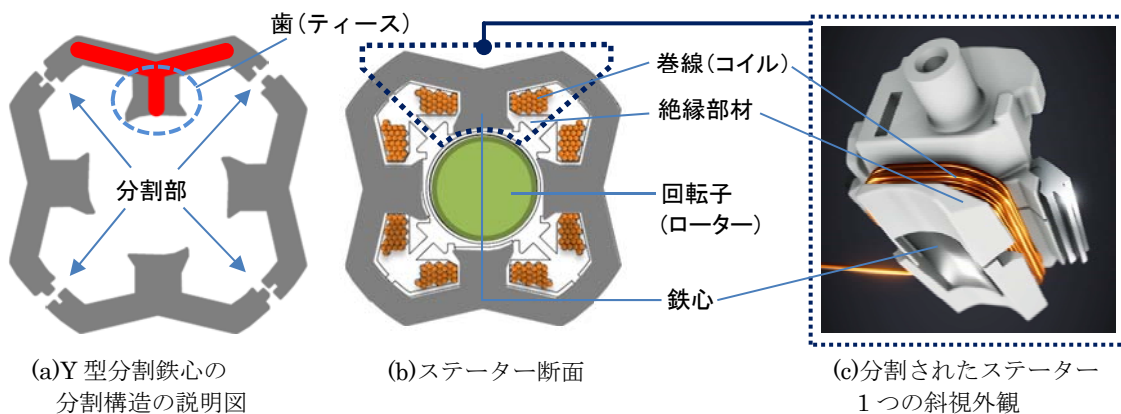 歯(ティース)
分割部
巻線(コイル)
絶縁部材
回転子
(ローター)
鉄心
(a)Y 型分割鉄心の
分割構造の説明図
(b)ステーター断面
(c)分割されたステーター
1 つの斜視外観